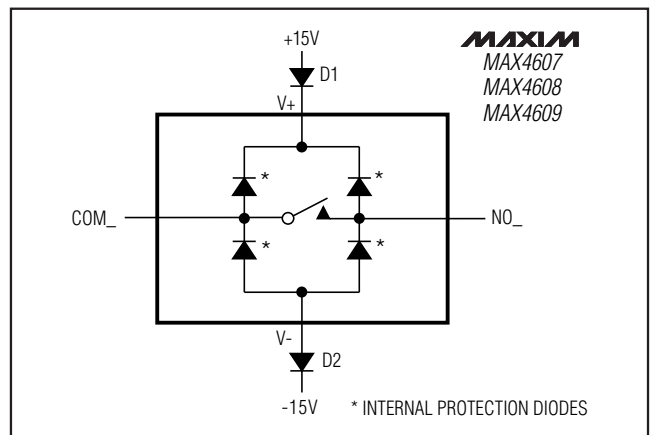 +15V
MAXIM
MAX4607
MAX4608
MAX4609
D1
V+
*
*
COM_
NO_
*
*
V-
D2
-15V
* INTERNAL PROTECTION DIODES